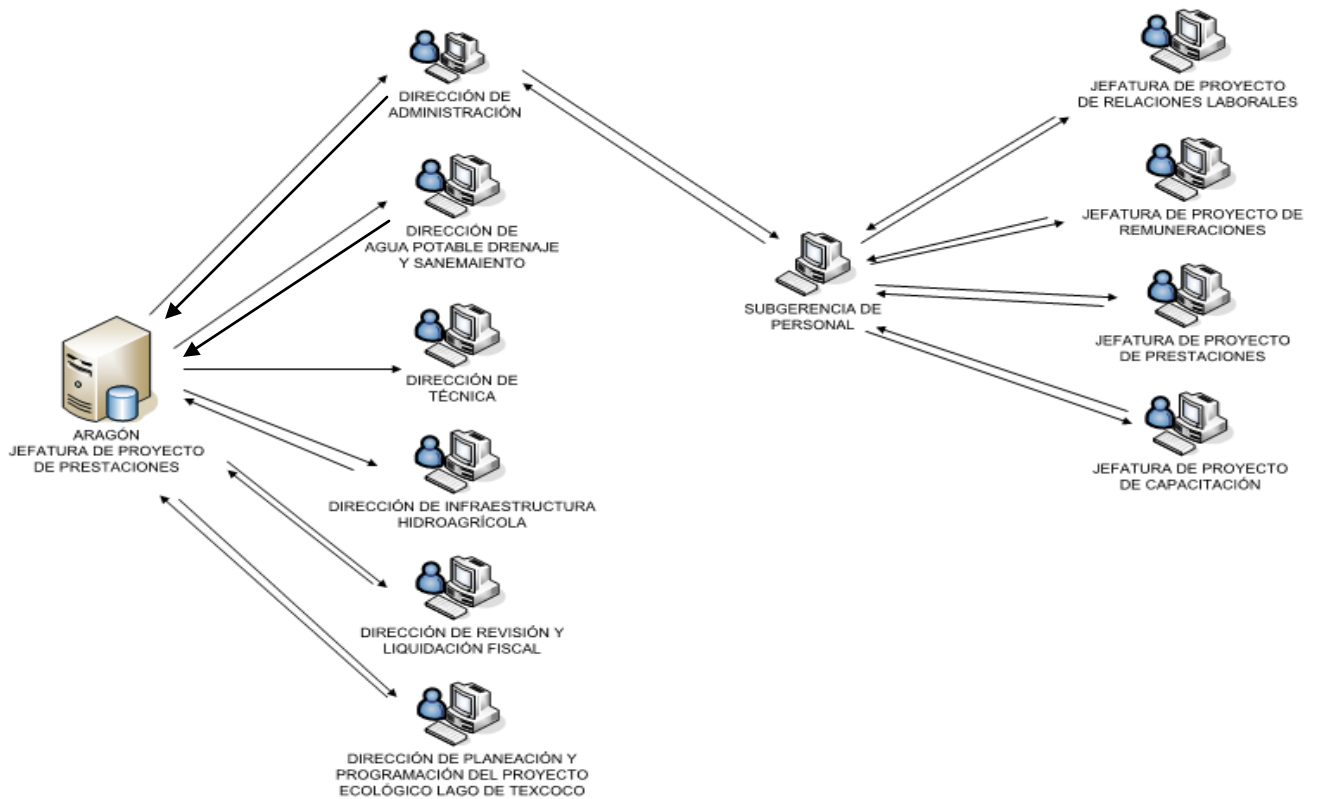 DIRECCIÓN DE
ADMINISTRACIÓN
DIRECCIÓN DE
AGUA POTABLE DRENAJE
Y SANEMAIENTO
DIRECCIÓN DE
TÉCNICA
ARAGÓN
JEFATURA DE PROYECTO
DE PRESTACIONES
DIRECCIÓN DE INFRAESTRUCTURA
HIDROAGRÍCOLA
DIRECCIÓN DE REVISIÓN Y
LIQUIDACIÓN FISCAL
DIRECCIÓN DE PLANEACIÓN Y
PROGRAMACIÓN DEL PROYECTO
ECOLÓGICO LAGO DE TEXCOCO
SUBGERENCIA DE
PERSONAL
JEFATURA DE PROYECTO
DE RELACIONES LABORALES
JEFATURA DE PROYECTO DE
REMUNERACIONES
JEFATURA DE PROYECTO
DE PRESTACIONES
JEFATURA DE PROYECTO
DE CAPACITACIÓN